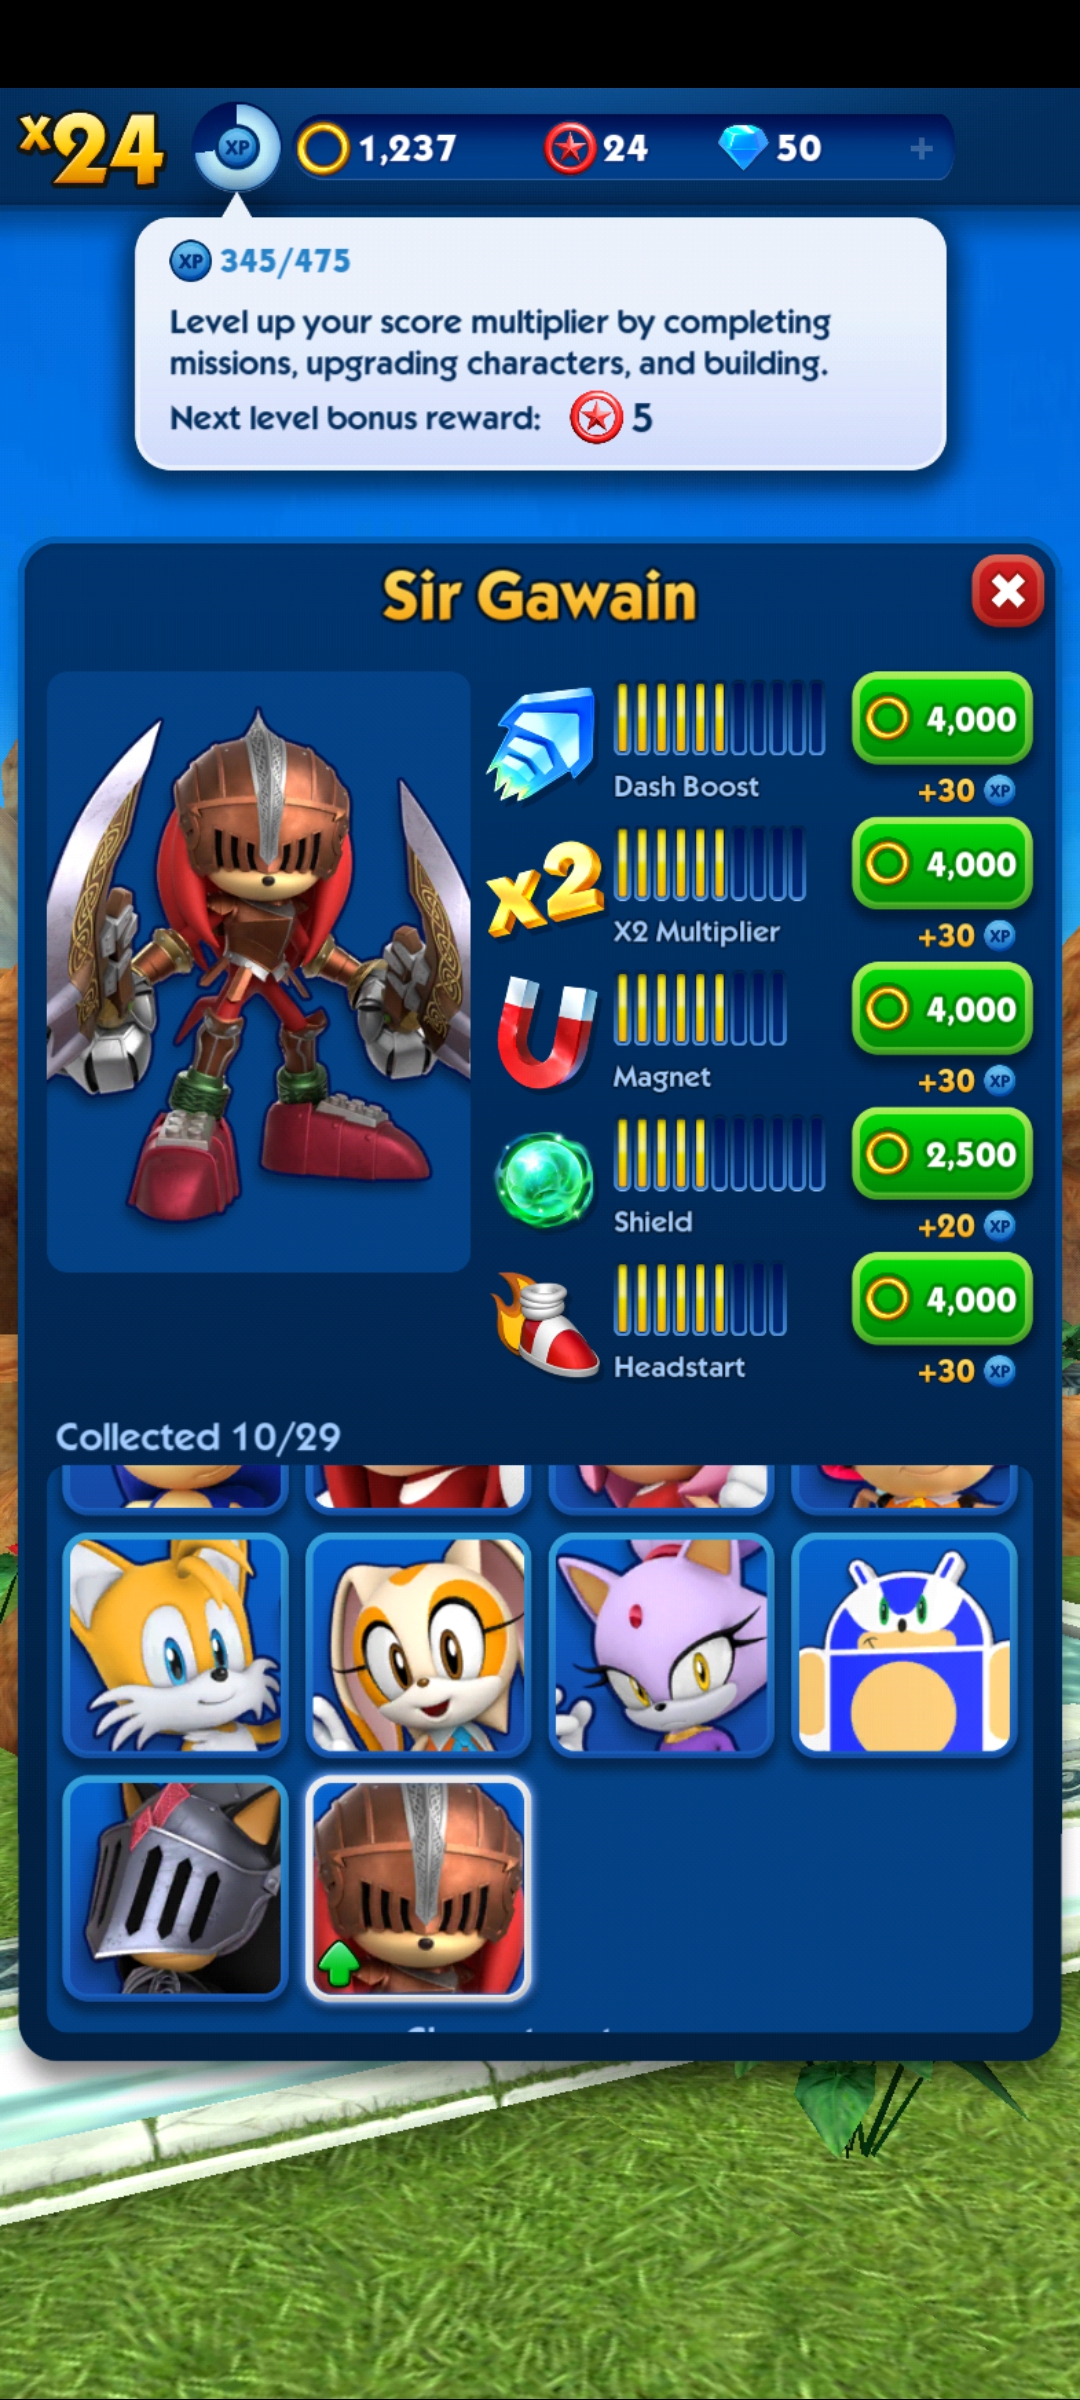 x24
XP
1,237
24
50
+
XP 345/475
Level up your score multiplier by completing
missions, upgrading characters, and building.
Next level bonus reward: 5
Sir Gawain
4,000
Dash Boost
+30 XP
x2
4,000
X2 Multiplier
+30 XP
4,000
Magnet
+30 XP
2,500
Shield
+20 XP
4,000
Headstart
+30 XP
Collected 10/29